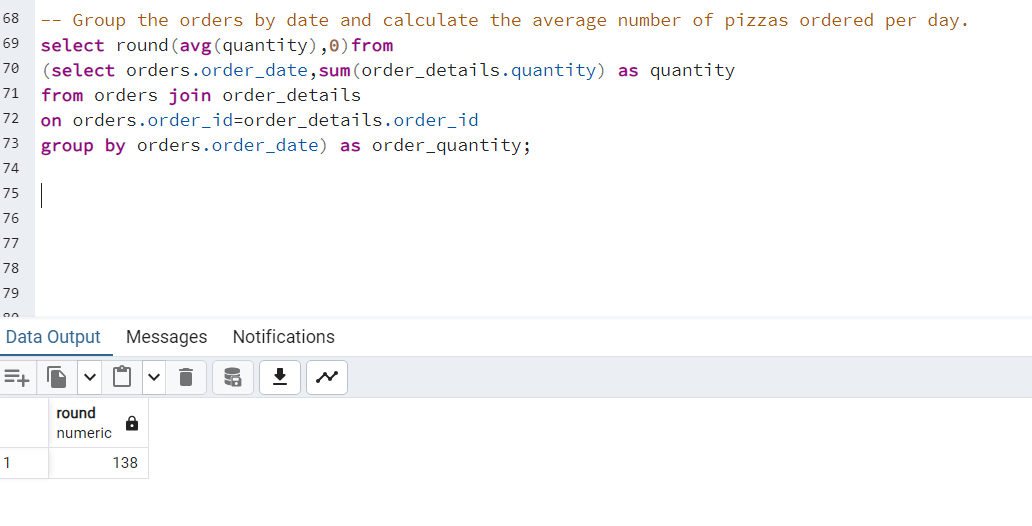 68 -- Group the orders by date and calculate the average number of pizzas ordered per day.
69 select round(avg(quantity),0)from
70 (select orders.order_date,sum(order_details.quantity) as quantity
71 from orders join order_details
72 on orders.order_id=order_details.order_id
73 group by orders.order_date) as order_quantity;
74
75
76
77
78
79
Data Output Messages Notifications
round
numeric
1 138